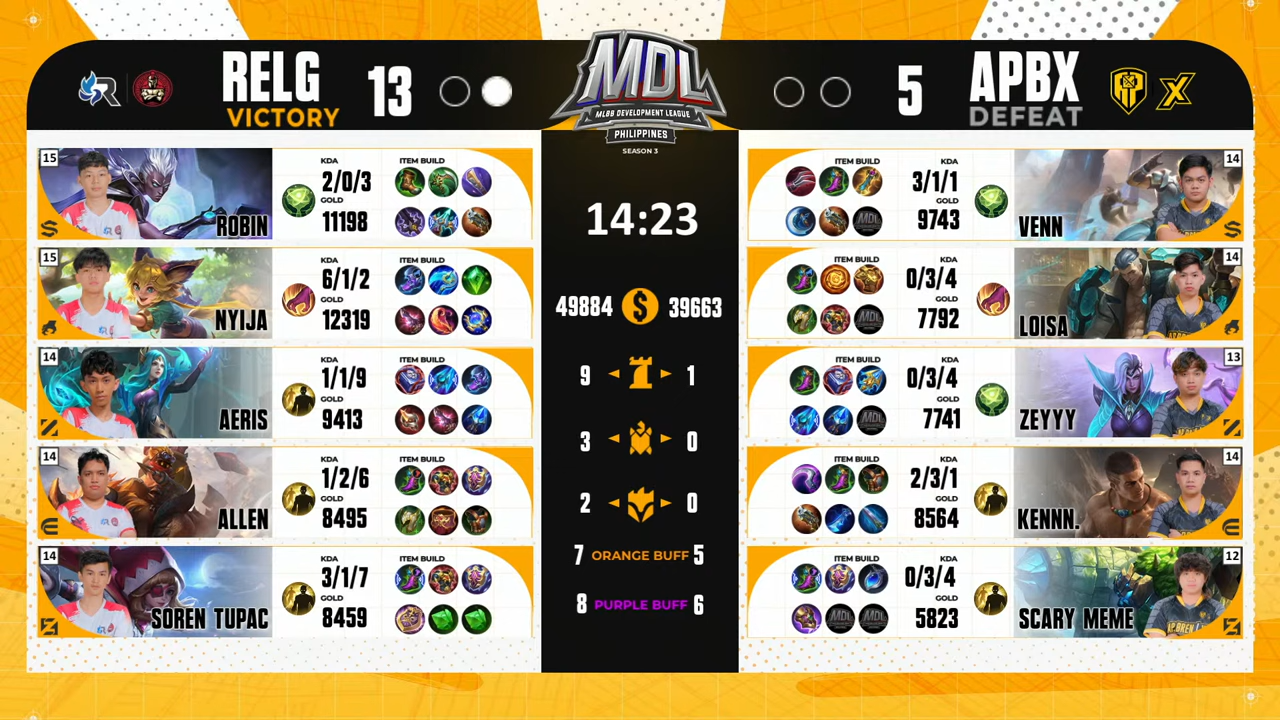 RELG
VICTORY
13
MDL
MLBB DEVELOPMENT LEAGUE
PHILIPPINES
SEASON 3
5
APBX
DEFEAT
15
ROBIN
KDA
2/0/3
GOLD
11198
ITEM BUILD
15
NYIJA
KDA
6/1/2
GOLD
12319
ITEM BUILD
14
AERIS
KDA
1/1/9
GOLD
9413
ITEM BUILD
14
ALLEN
KDA
1/2/6
GOLD
8495
ITEM BUILD
14
SOREN TUPAC
KDA
3/1/7
GOLD
8459
ITEM BUILD
14:23
49884 $ 39663
9 1
3 0
2 0
7 ORANGE BUFF 5
8 PURPLE BUFF 6
ITEM BUILD
MDL
KDA
3/1/1
GOLD
9743
VENN
14
ITEM BUILD
MDL
KDA
0/3/4
GOLD
7792
LOISA
14
ITEM BUILD
MDL
KDA
0/3/4
GOLD
7741
ZEYYY
13
ITEM BUILD
KDA
2/3/1
GOLD
8564
KENNN.
14
ITEM BUILD
MDL
MDL
KDA
0/3/4
GOLD
5823
SCARY MEME
12